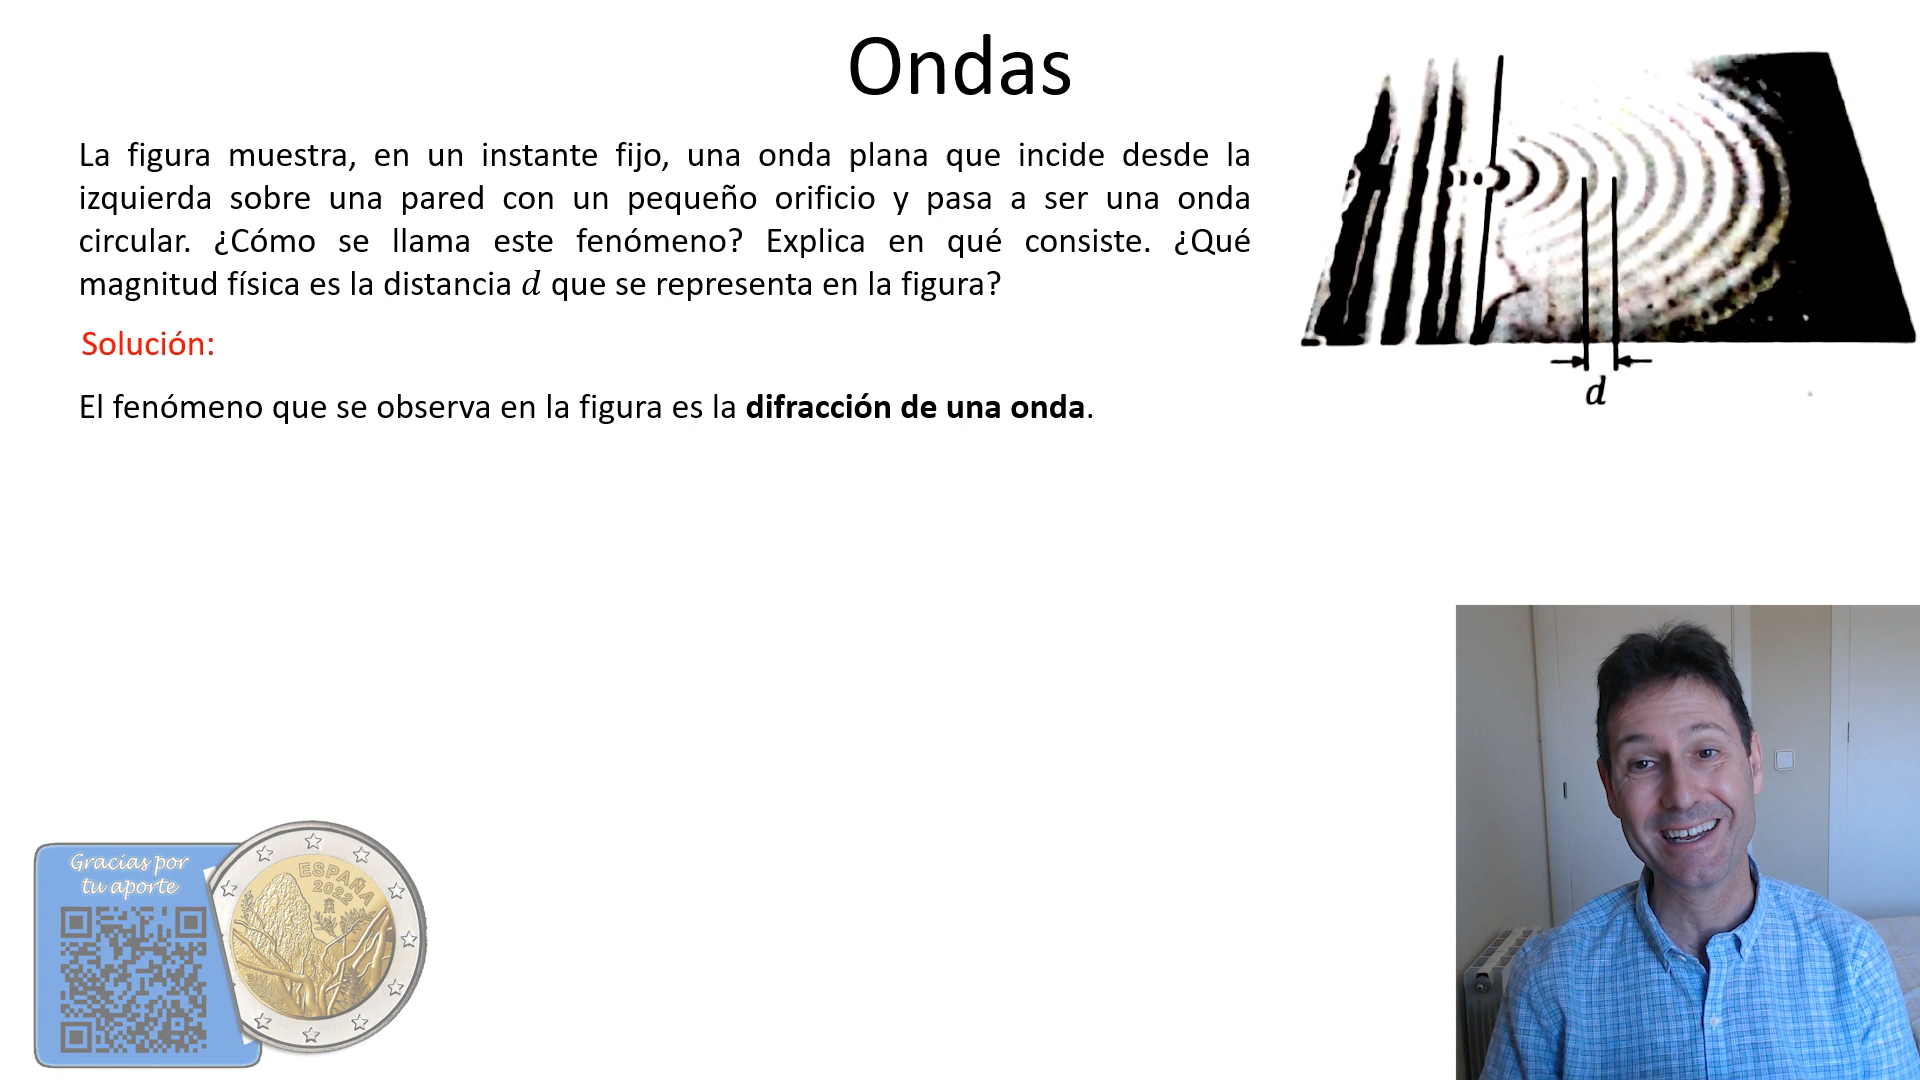 Ondas
La figura muestra, en un instante fijo, una onda plana que incide desde la
izquierda sobre una pared con un pequeño orificio y pasa a ser una onda
circular. ¿Cómo se llama este fenómeno? Explica en qué consiste. ¿Qué
magnitud física es la distancia d que se representa en la figura?
d
Solución:
El fenómeno que se observa en la figura es la difracción de una onda.
Gracias por
tu aporte
ESPAÑA
2022